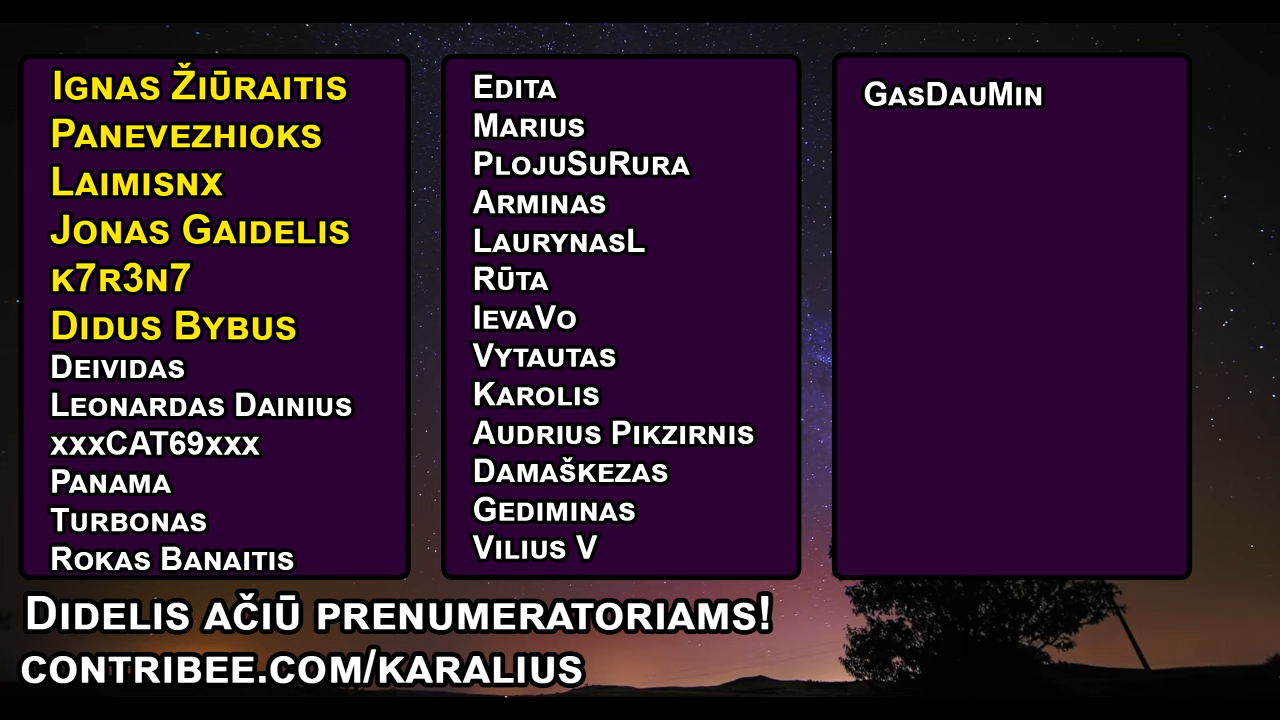 Ignas Žiūraitis
Panevezhioks
Laimisnx
Jonas Gaidelis
k7r3n7
Didus Bybus
Deividas
Leonardas Dainius
xxxCAT69xxx
Panama
Turbonas
Rokas Banaitis
Edita
Marius
PlojuSuRura
Arminas
LaurynasL
Rūta
IevaVo
Vytautas
Karolis
Audrius Pikzirnis
Damaškezas
Gediminas
Vilius V
GasDauMin
Didelis ačiū prenumeratoriams!
contribee.com/karalius